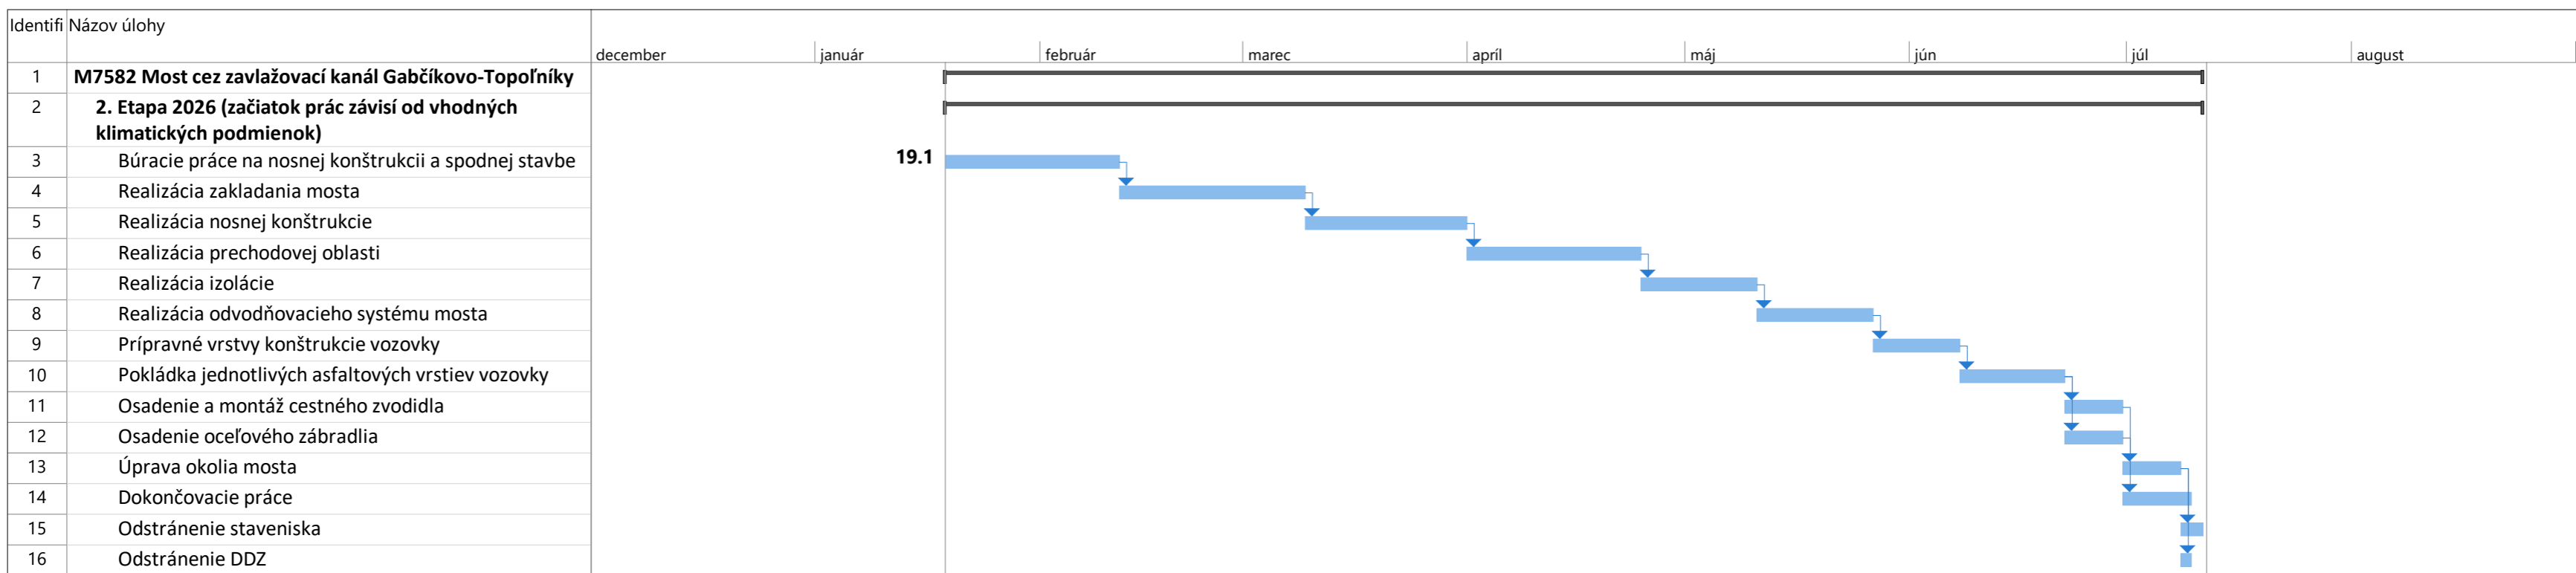 Identifi Názov úlohy
december január február marec apríl máj jún júl august
1 M7582 Most cez zavlažovací kanál Gabčíkovo-Topoľníky
2 2. Etapa 2026 (začiatok prác závisí od vhodných
klimatických podmienok)
3 Búracie práce na nosnej konštrukcii a spodnej stavbe 19.1
4 Realizácia zakladania mosta
5 Realizácia nosnej konštrukcie
6 Realizácia prechodovej oblasti
7 Realizácia izolácie
8 Realizácia odvodňovacieho systému mosta
9 Prípravné vrstvy konštrukcie vozovky
10 Pokládka jednotlivých asfaltových vrstiev vozovky
11 Osadenie a montáž cestného zvodidla
12 Osadenie oceľového zábradlia
13 Úprava okolia mosta
14 Dokončovacie práce
15 Odstránenie staveniska
16 Odstránenie DDZ